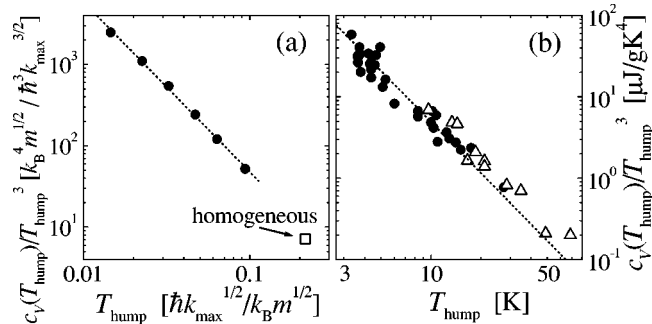 (a)
c_V(T_hump)/T_hump^3 [k_B^4 m^1/2 / ħ^3 k_max^3/2]
10^3
10^2
10^1
homogeneous
0.01
0.1
T_hump [ħk_max^1/2/k_B m^1/2]
(b)
10^2
10^1
10^0
10^-1
c_V(T_hump)/T_hump^3 [μJ/gK^4]
3
10
50
T_hump [K]